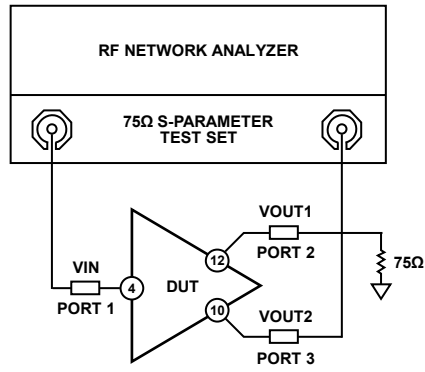 RF NETWORK ANALYZER
75Ω S-PARAMETER
TEST SET
VOUT1
12
PORT 2
75Ω
VIN
4
DUT
PORT 1
10
VOUT2
PORT 3